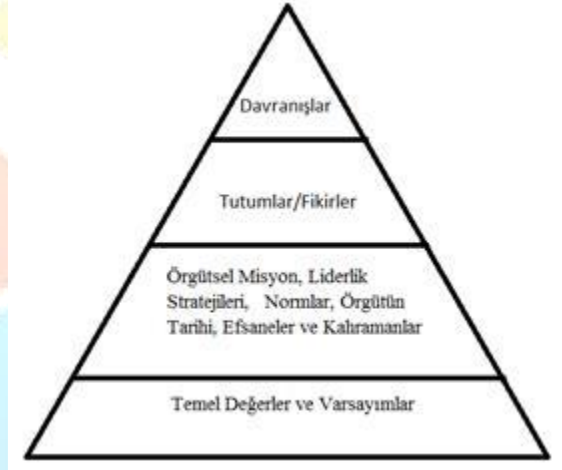 Davranışlar
Tutumlar/Fikirler
Örgütsel Misyon, Liderlik
Stratejileri, Normlar, Örgütün
Tarihi, Efsaneler ve Kahramanlar
Temel Değerler ve Varsayımlar